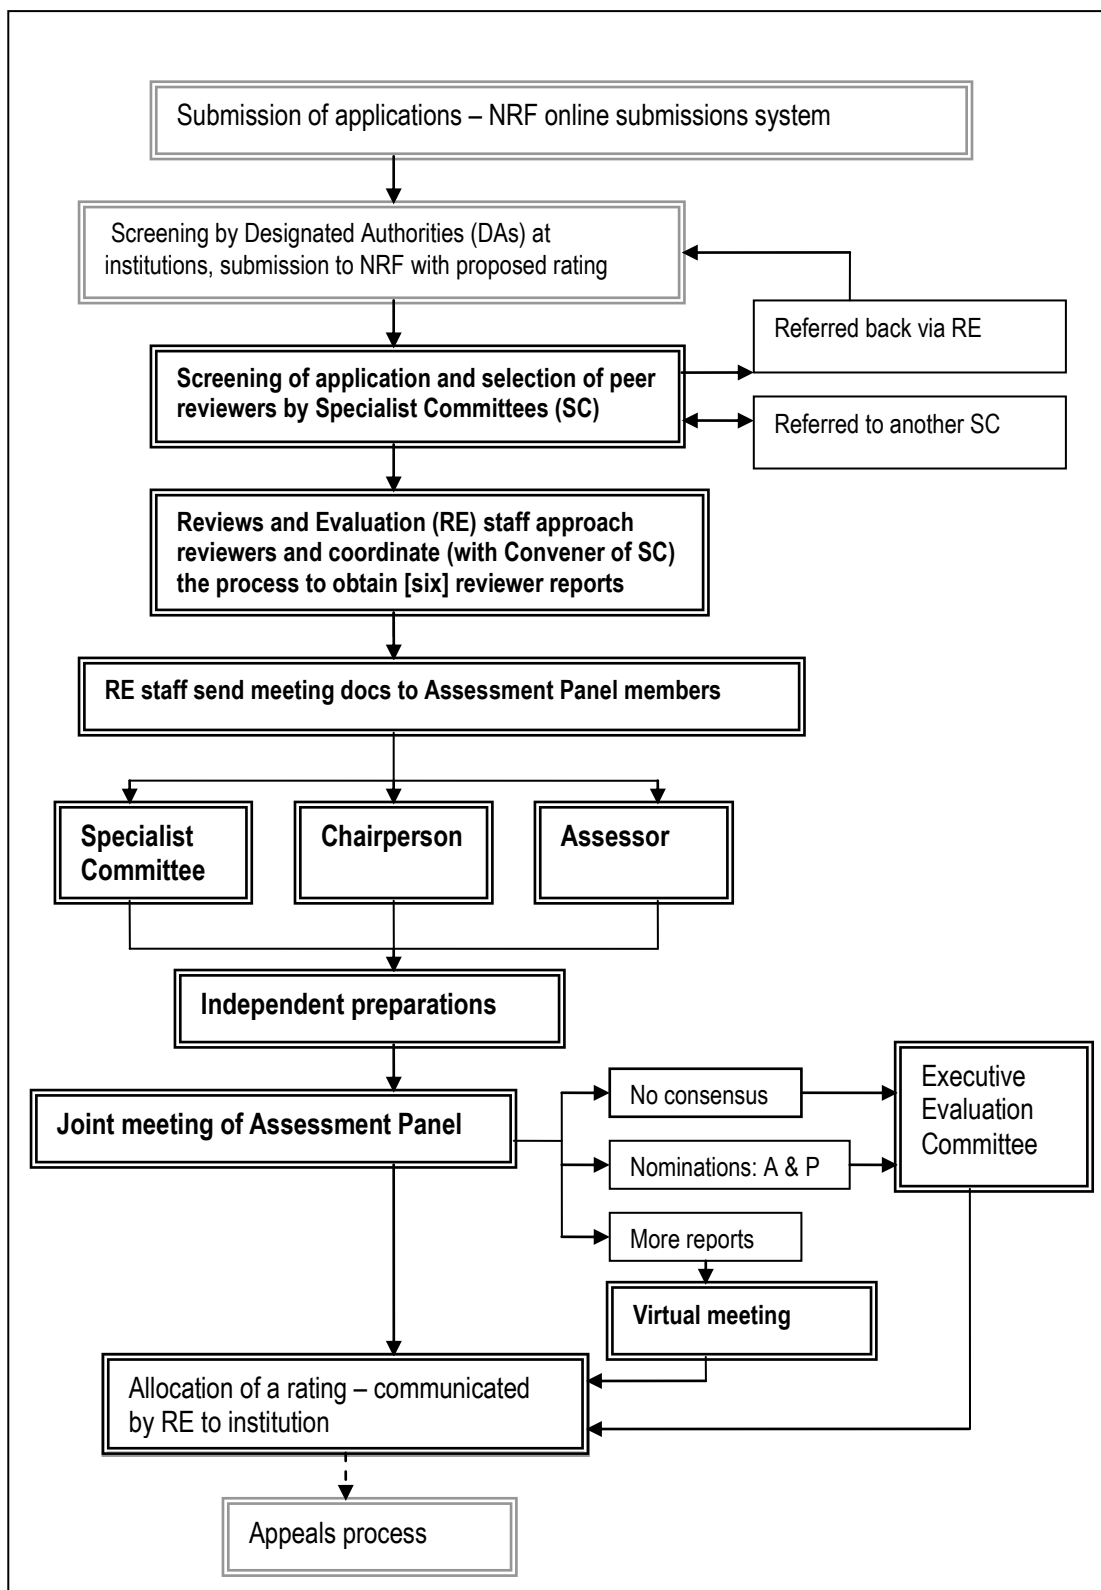 Submission of applications – NRF online submissions system
Screening by Designated Authorities (DAs) at
institutions, submission to NRF with proposed rating
Referred back via RE
Screening of application and selection of peer
reviewers by Specialist Committees (SC)
Referred to another SC
Reviews and Evaluation (RE) staff approach
reviewers and coordinate (with Convener of SC)
the process to obtain [six] reviewer reports
RE staff send meeting docs to Assessment Panel members
Specialist
Committee
Chairperson
Assessor
Independent preparations
Joint meeting of Assessment Panel
No consensus
Nominations: A & P
More reports
Executive
Evaluation
Committee
Virtual meeting
Allocation of a rating – communicated
by RE to institution
Appeals process